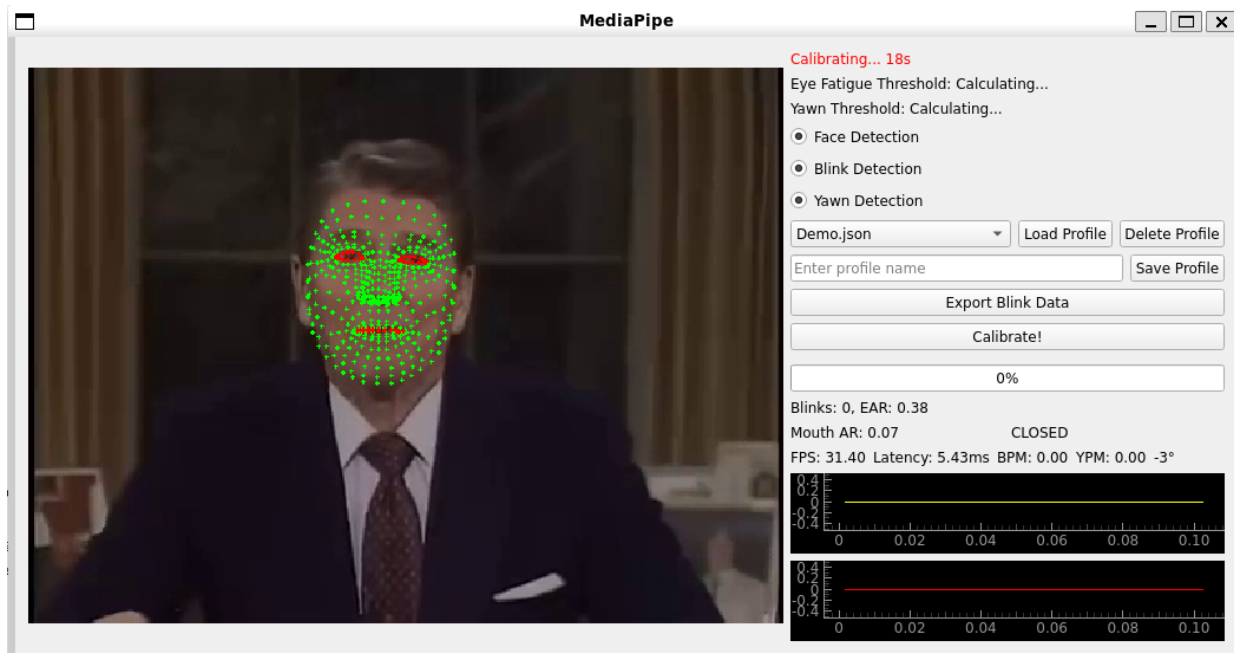 MediaPipe
Calibrating... 18s
Eye Fatigue Threshold: Calculating...
Yawn Threshold: Calculating...
Face Detection
Blink Detection
Yawn Detection
Demo.json Load Profile Delete Profile
Enter profile name Save Profile
Export Blink Data
Calibrate!
0%
Blinks: 0, EAR: 0.38
Mouth AR: 0.07 CLOSED
FPS: 31.40 Latency: 5.43ms BPM: 0.00 YPM: 0.00 -3°
0.4
0.2
0
-0.2
-0.4
0 0.02 0.04 0.06 0.08 0.10
0.4
0.2
0
-0.2
-0.4
0 0.02 0.04 0.06 0.08 0.10